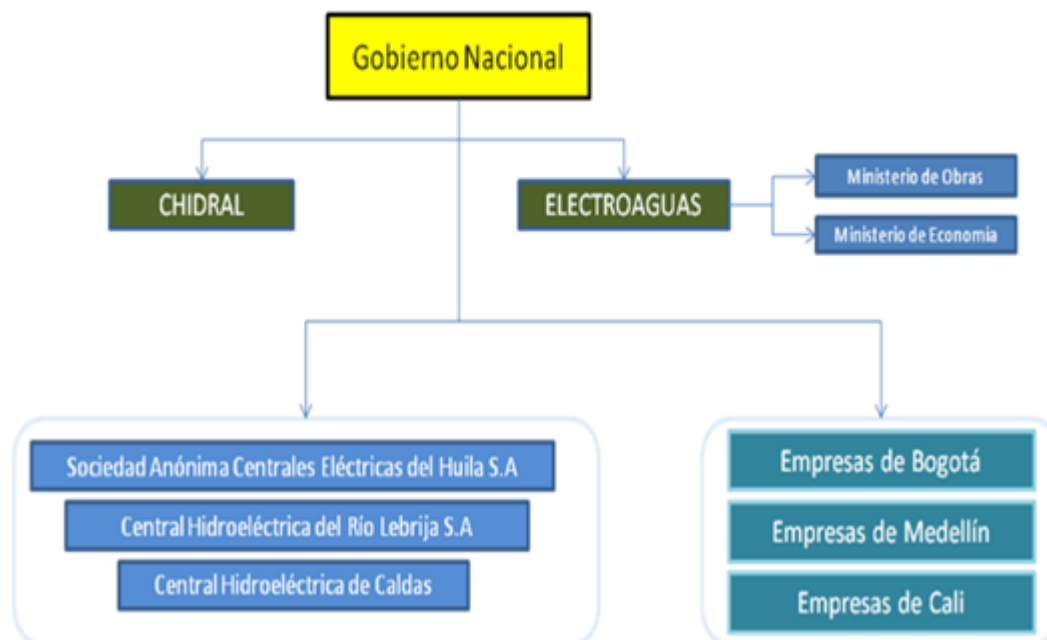 Gobierno Nacional
CHIDRAL
ELECTROAGUAS
Ministerio de Obras
Ministerio de Economia
Sociedad Anónima Centrales Eléctricas del Huila S.A
Central Hidroeléctrica del Río Lebrija S.A
Central Hidroeléctrica de Caldas
Empresas de Bogotá
Empresas de Medellín
Empresas de Cali